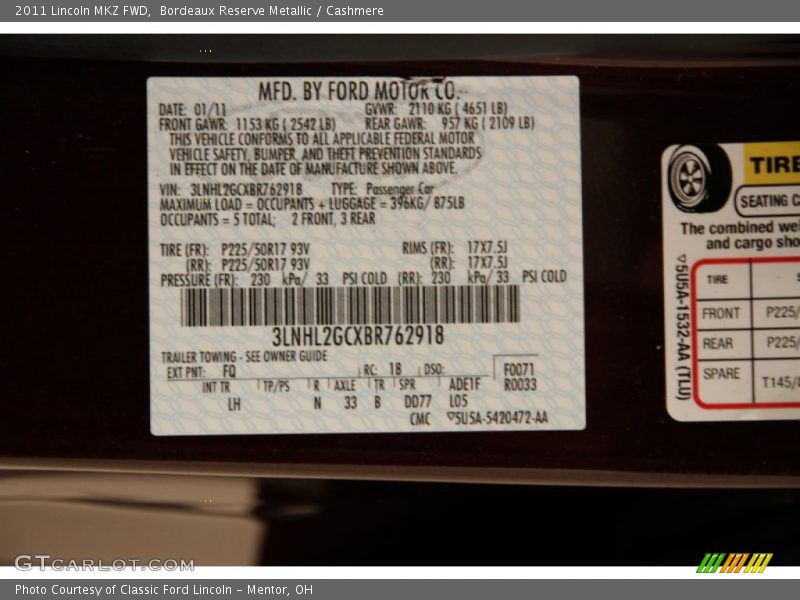 2011 Lincoln MKZ FWD, Bordeaux Reserve Metallic / Cashmere
MFD. BY FORD MOTOR CO.
DATE: 01/11 GVWR: 2110 KG ( 4651 LB)
FRONT GAWR: 1153 KG ( 2542 LB) REAR GAWR: 957 KG ( 2109 LB)
THIS VEHICLE CONFORMS TO ALL APPLICABLE FEDERAL MOTOR
VEHICLE SAFETY, BUMPER, AND THEFT PREVENTION STANDARDS
IN EFFECT ON THE DATE OF MANUFACTURE SHOWN ABOVE.
VIN: 3LNHL2GCXBR762918 TYPE: Passenger Car
MAXIMUM LOAD = OCCUPANTS + LUGGAGE = 396KG/ 875LB
OCCUPANTS = 5 TOTAL; 2 FRONT, 3 REAR
TIRE (FR): P225/50R17 93V RIMS (FR): 17X7.5J
(RR): P225/50R17 93V (RR): 17X7.5J
PRESSURE (FR): 230 kPa/ 33 PSI COLD (RR): 230 kPa/ 33 PSI COLD
3LNHL2GCXBR762918
TRAILER TOWING - SEE OWNER GUIDE
EXT PNT: FQ RC: 18 DSO: F0071
INT TR TP/PS R AXLE TR SPR ADE1F R0033
LH N 33 B DD77 L05
CMC ▽5U5A-5420472-AA
TIRE
SEATING
The combined
and cargo
▽5U5A-1532-AA (TLU)
TIRE
FRONT P225/
REAR P225/
SPARE T145/
GTCARLOT.COM
Photo Courtesy of Classic Ford Lincoln - Mentor, OH